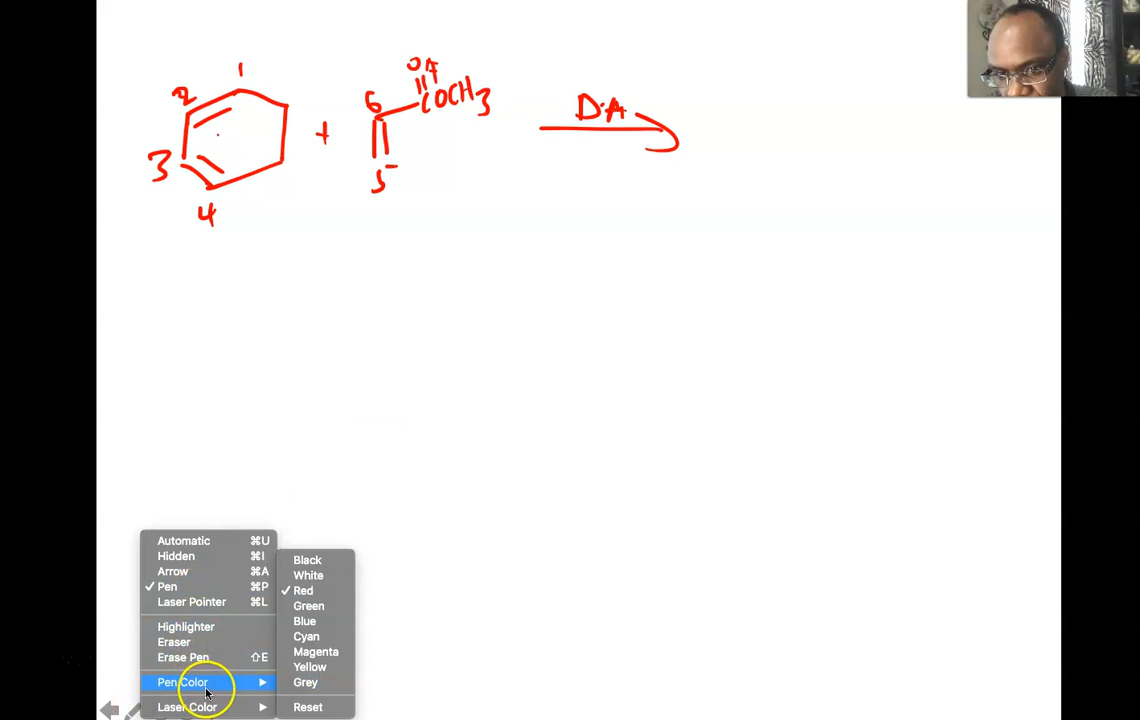 1
2
3
4
+
6
5
O
COCH3
DA
Automatic ⌘U
Hidden ⌘I
Arrow ⌘A
✓ Pen ⌘P
Laser Pointer ⌘L
Highlighter
Eraser
Erase Pen ⇧E
Pen Color
Laser Color
Black
White
✓ Red
Green
Blue
Cyan
Magenta
Yellow
Grey
Reset